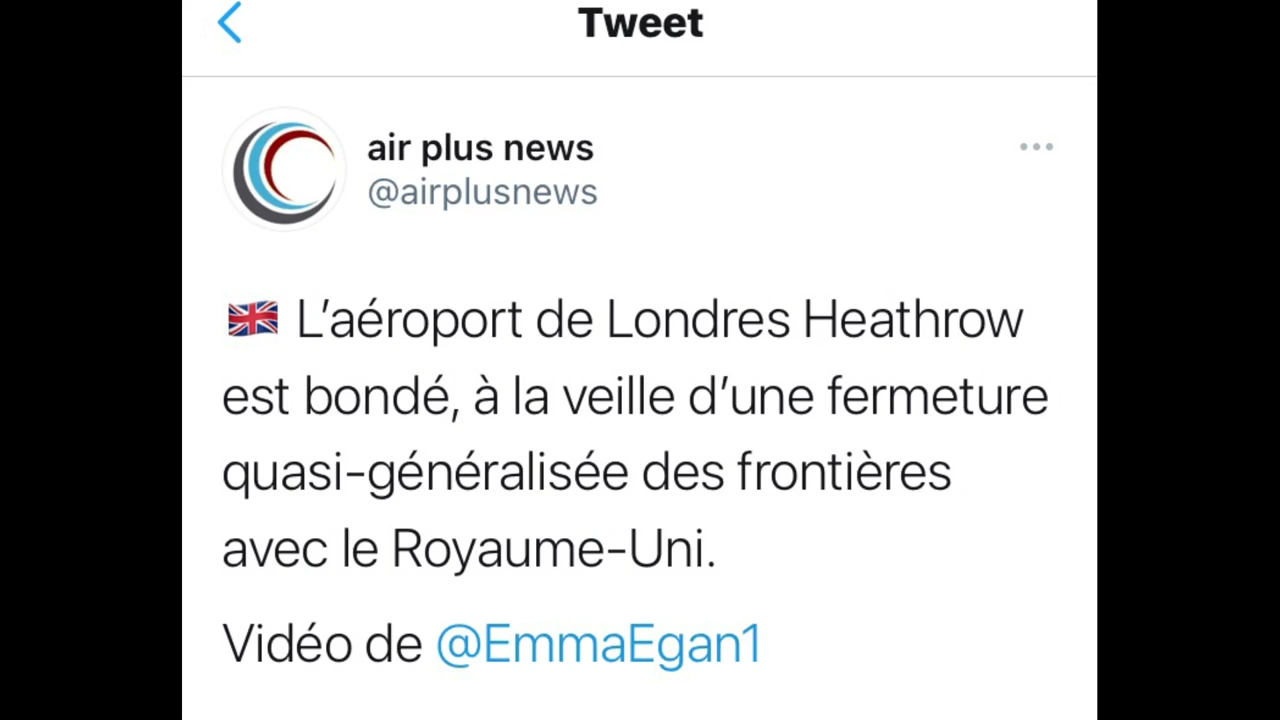 Tweet
air plus news
@airplusnews
🇬🇧 L’aéroport de Londres Heathrow
est bondé, à la veille d’une fermeture
quasi-généralisée des frontières
avec le Royaume-Uni.
Vidéo de @EmmaEgan1